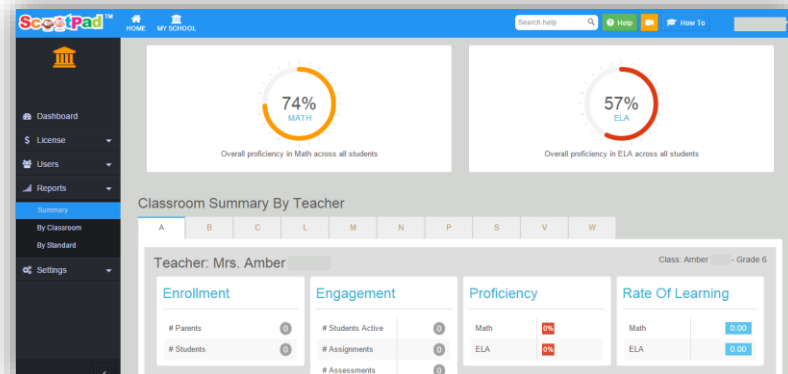 ScootPad™
HOME
MY SCHOOL
Search help
Help
How To
Dashboard
$ License
Users
Reports
Summary
By Classroom
By Standard
Settings
74%
MATH
Overall proficiency in Math across all students
57%
ELA
Overall proficiency in ELA across all students
Classroom Summary By Teacher
A B C L M N P S V W
Teacher: Mrs. Amber
Class: Amber - Grade 6
Enrollment
# Parents 0
# Students 0
Engagement
# Students Active 0
# Assignments 0
# Assessments 0
Proficiency
Math 0%
ELA 0%
Rate Of Learning
Math 0.00
ELA 0.00